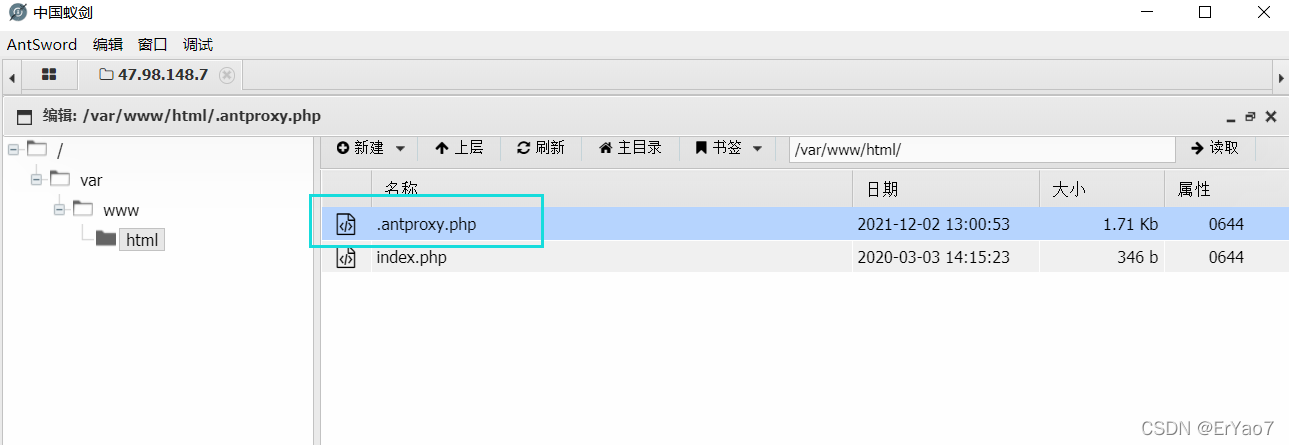 中国蚁剑
AntSword 编辑 窗口 调试
47.98.148.7
编辑: /var/www/html/.antproxy.php
/
var
www
html
新建 上层 刷新 主目录 书签 /var/www/html/ 读取
名称 日期 大小 属性
.antproxy.php 2021-12-02 13:00:53 1.71 Kb 0644
index.php 2020-03-03 14:15:23 346 b 0644
CSDN @ErYao7